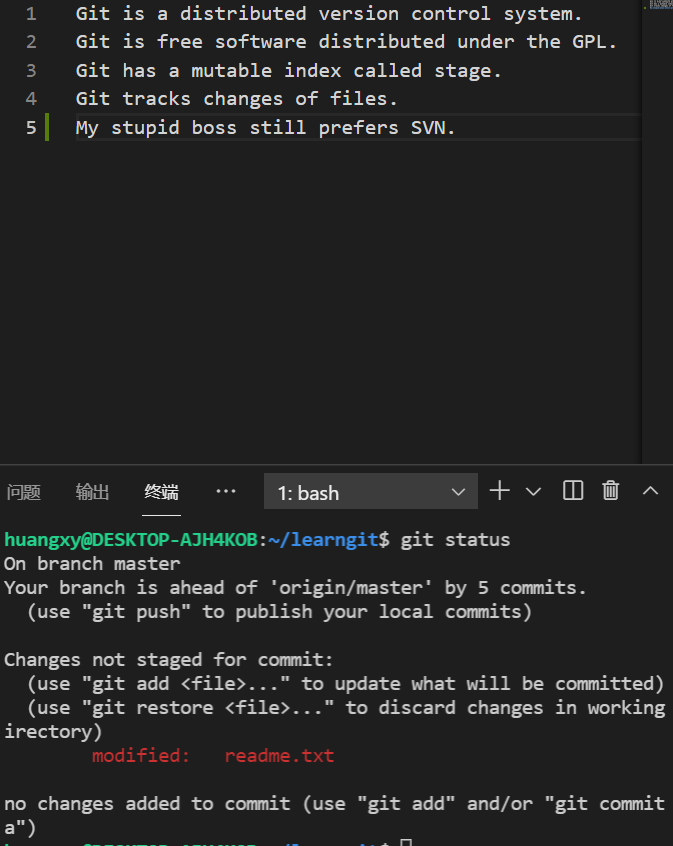 1 Git is a distributed version control system.
2 Git is free software distributed under the GPL.
3 Git has a mutable index called stage.
4 Git tracks changes of files.
5 My stupid boss still prefers SVN.
问题 输出 终端 ··· 1: bash
huangxy@DESKTOP-AJH4KOB:~/learngit$ git status
On branch master
Your branch is ahead of 'origin/master' by 5 commits.
(use "git push" to publish your local commits)
Changes not staged for commit:
(use "git add <file>..." to update what will be committed)
(use "git restore <file>..." to discard changes in working
irectory)
modified: readme.txt
no changes added to commit (use "git add" and/or "git commit
a")